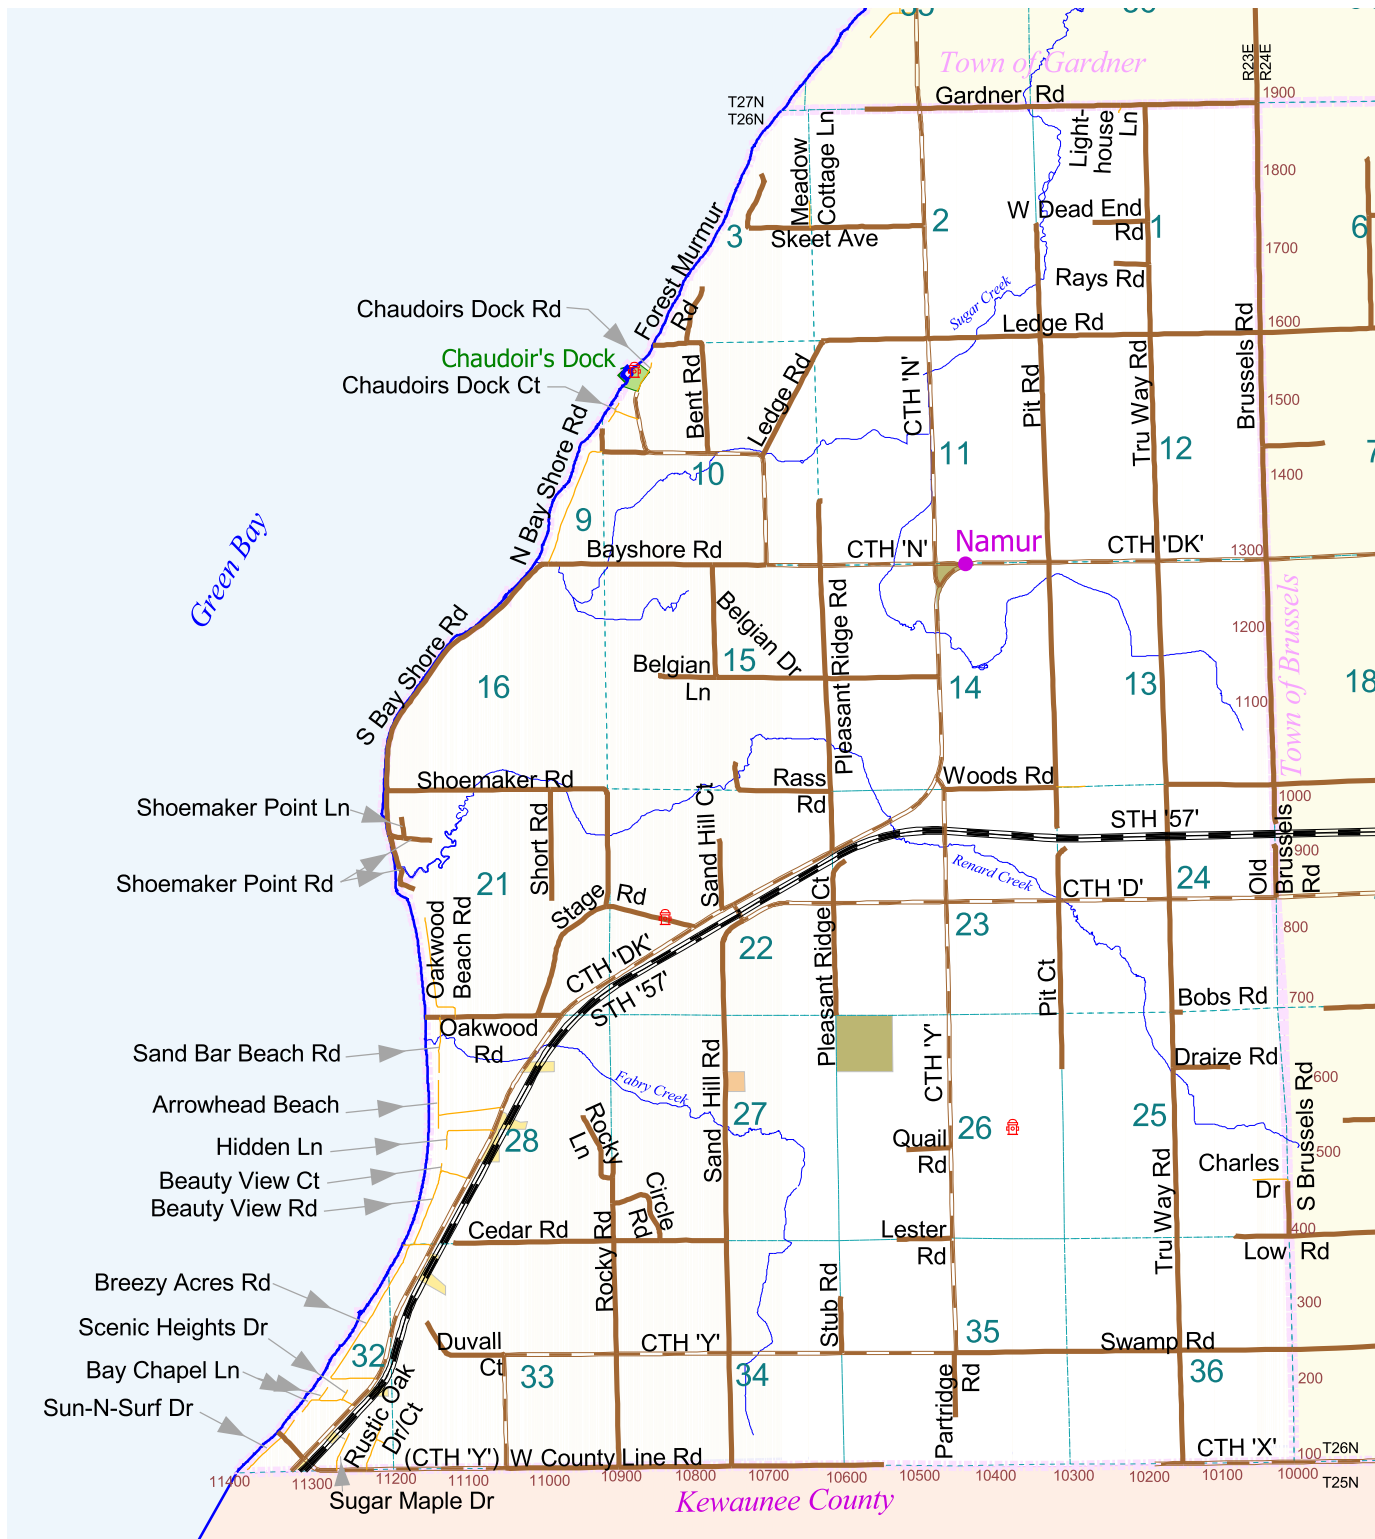 Town of Gardner
R23E
R24E
Gardner Rd
1900
T27N
T26N
Meadow
Cottage Ln
Light-
house
Ln
1800
W Dead End
Rd
3
2
1
6
Skeet Ave
1700
Forest Murmur
Rd
Rays Rd
Sugar Creek
Chaudoirs Dock Rd
Ledge Rd
1600
Chaudoir's Dock
Chaudoirs Dock Ct
Bent Rd
Ledge Rd
CTH 'N'
Pit Rd
Tru Way Rd
Brussels Rd
1500
N Bay Shore Rd
10
11
12
7
1400
9
Green Bay
Bayshore Rd
CTH 'N'
Namur
CTH 'DK'
1300
S Bay Shore Rd
Belgian Dr
Pleasant Ridge Rd
1200
Town of Brussels
Belgian
Ln
15
16
14
13
18
1100
Shoemaker Rd
Rass
Rd
Woods Rd
1000
Shoemaker Point Ln
Short Rd
Sand Hill Ct
STH '57'
Old
Brussels
Rd
900
Shoemaker Point Rd
21
Renard Creek
CTH 'D'
24
Oakwood
Beach Rd
Stage Rd
Pleasant Ridge Ct
23
22
800
CTH 'DK'
STH '57'
Pit Ct
Bobs Rd
700
Oakwood
Rd
Sand Bar Beach Rd
CTH 'Y'
Draize Rd
Fabry Creek
Sand Hill Rd
600
Arrowhead Beach
Rocky
Ln
27
26
25
S Brussels Rd
Hidden Ln
28
Quail
Rd
500
Beauty View Ct
Charles
Dr
Beauty View Rd
Circle
Rd
Tru Way Rd
Cedar Rd
Rocky Rd
Lester
Rd
400
Low Rd
Breezy Acres Rd
Stub Rd
300
Scenic Heights Dr
Duvall
Ct
CTH 'Y'
35
Swamp Rd
Bay Chapel Ln
32
33
34
36
200
Partridge
Rd
Sun-N-Surf Dr
Rustic Oak
Dr/Ct
(CTH 'Y') W County Line Rd
CTH 'X'
100
T26N
T25N
11400
11300
11200
11100
11000
10900
10800
10700
10600
10500
10400
10300
10200
10100
10000
Sugar Maple Dr
Kewaunee County